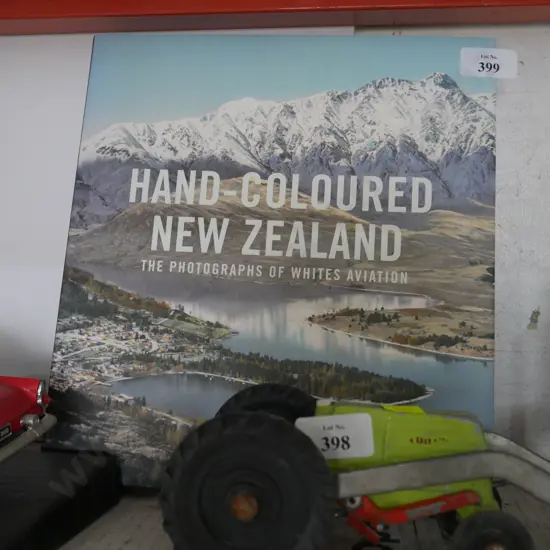 Lot No.
399
HAND-COLOURED
NEW ZEALAND
THE PHOTOGRAPHS OF WHITES AVIATION
Lot No.
398